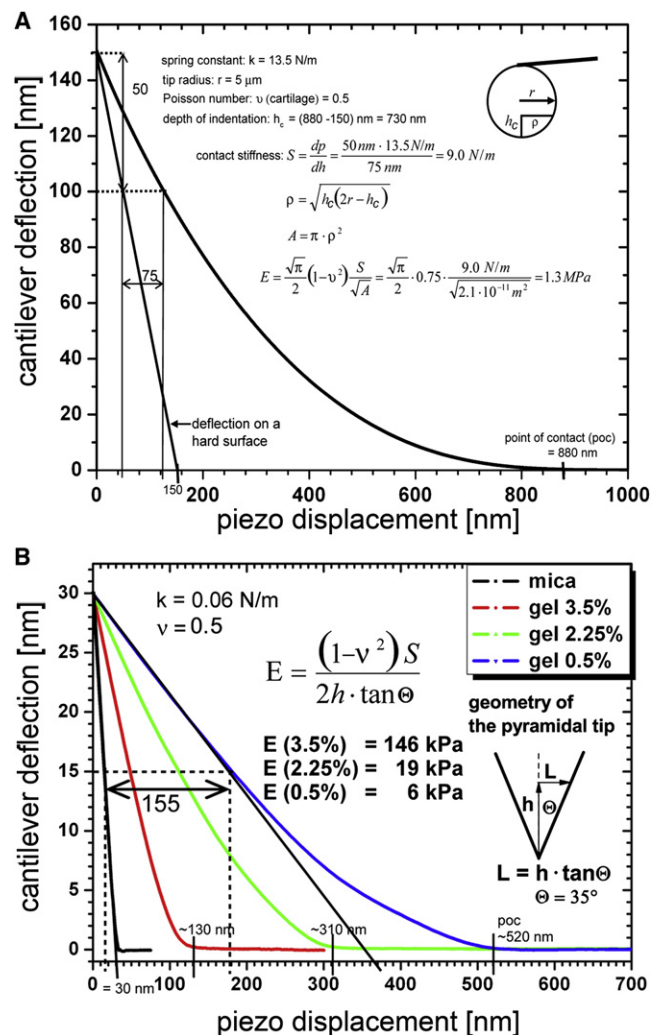 A
160
140
120
100
80
60
40
20
0
cantilever deflection [nm]
50
75
spring constant: k = 13.5 N/m
tip radius: r = 5 μm
Poisson number: υ (cartilage) = 0.5
depth of indentation: h_c = (880 -150) nm = 730 nm
contact stiffness: S = dp/dh = 50 nm · 13.5 N/m / 75 nm = 9.0 N/m
ρ = √(h_c(2r − h_c))
A = π · ρ²
E = √π/2 (1−υ²) S/√A = √π/2 · 0.75 · 9.0 N/m / √(2.1·10⁻¹¹ m²) = 1.3 MPa
r
h_c ρ
deflection on a
hard surface
point of contact (poc)
= 880 nm
150
0 200 400 600 800 1000
piezo displacement [nm]
B
30
25
20
15
10
5
0
cantilever deflection [nm]
k = 0.06 N/m
ν = 0.5
E = (1−ν²) S / 2h · tanΘ
E (3.5%) = 146 kPa
E (2.25%) = 19 kPa
E (0.5%) = 6 kPa
mica
gel 3.5%
gel 2.25%
gel 0.5%
geometry of
the pyramidal tip
L
h Θ
L = h · tanΘ
Θ = 35°
155
~130 nm
~310 nm
poc
~520 nm
= 30 nm
0 100 200 300 400 500 600 700
piezo displacement [nm]